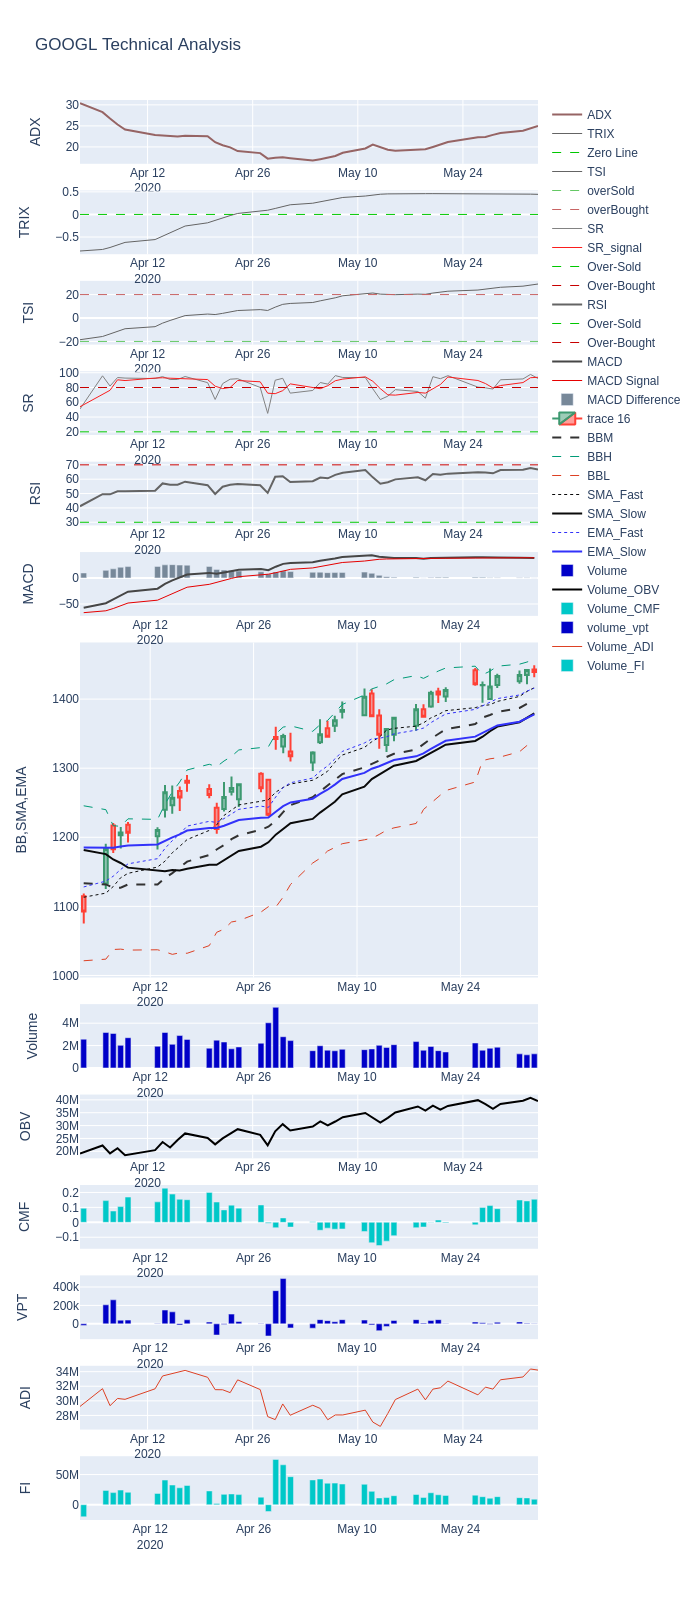 GOOGL Technical Analysis
ADX
30
25
20
Apr 12
2020
Apr 26
May 10
May 24
TRIX
0.5
0
−0.5
Apr 12
2020
Apr 26
May 10
May 24
TSI
20
0
−20
Apr 12
2020
Apr 26
May 10
May 24
SR
100
80
60
40
20
Apr 12
2020
Apr 26
May 10
May 24
RSI
70
60
50
40
30
Apr 12
2020
Apr 26
May 10
May 24
MACD
0
−50
Apr 12
2020
Apr 26
May 10
May 24
BB,SMA,EMA
1400
1300
1200
1100
1000
Apr 12
2020
Apr 26
May 10
May 24
Volume
4M
2M
0
Apr 12
2020
Apr 26
May 10
May 24
OBV
40M
35M
30M
25M
20M
Apr 12
2020
Apr 26
May 10
May 24
CMF
0.2
0.1
0
−0.1
Apr 12
2020
Apr 26
May 10
May 24
VPT
400k
200k
0
Apr 12
2020
Apr 26
May 10
May 24
ADI
34M
32M
30M
28M
Apr 12
2020
Apr 26
May 10
May 24
FI
50M
0
Apr 12
2020
Apr 26
May 10
May 24
ADX
TRIX
Zero Line
TSI
overSold
overBought
SR
SR_signal
Over-Sold
Over-Bought
RSI
Over-Sold
Over-Bought
MACD
MACD Signal
MACD Difference
trace 16
BBM
BBH
BBL
SMA_Fast
SMA_Slow
EMA_Fast
EMA_Slow
Volume
Volume_OBV
Volume_CMF
volume_vpt
Volume_ADI
Volume_FI